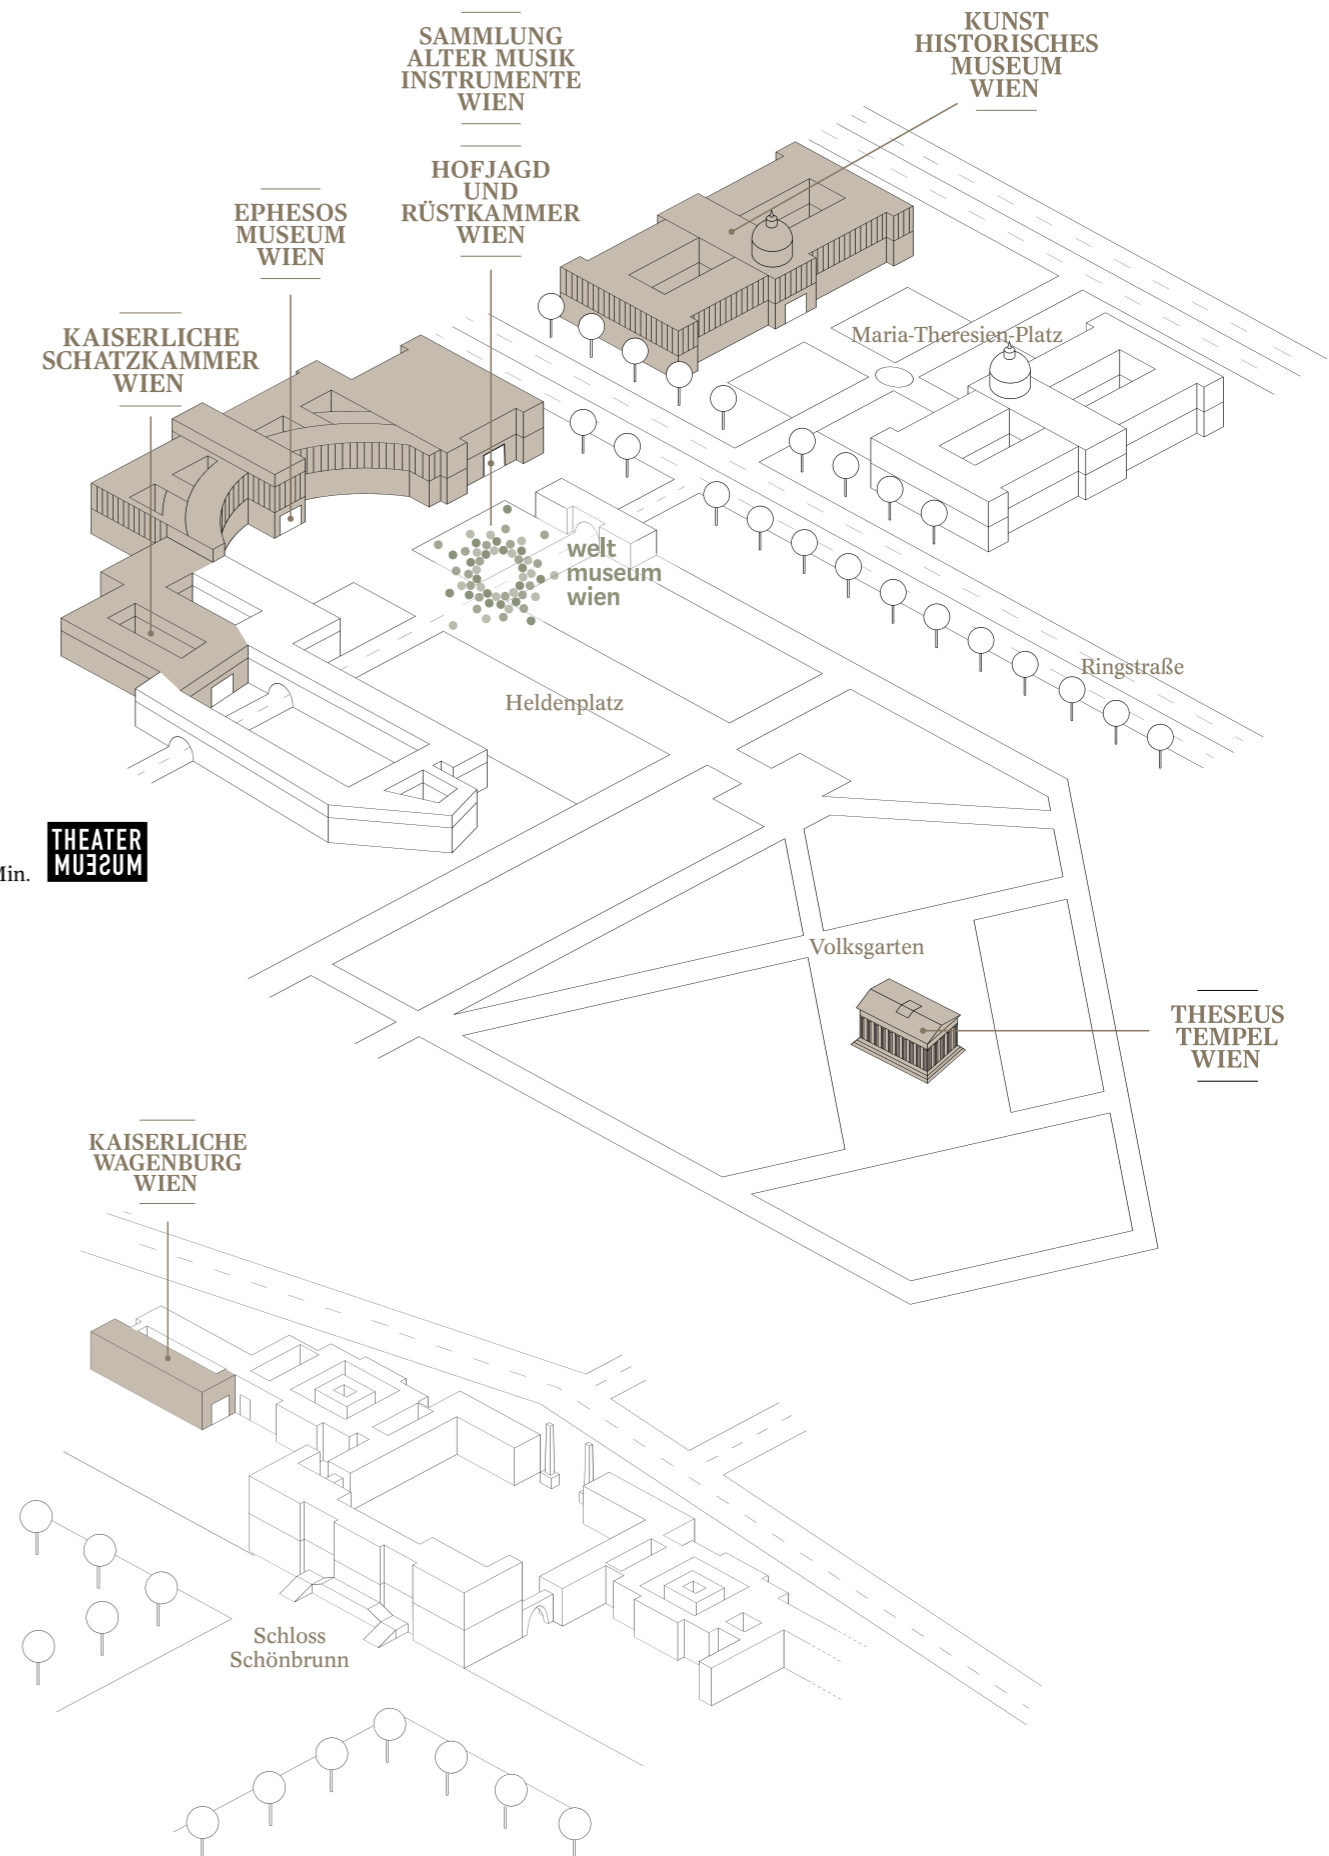 SAMMLUNG
ALTER MUSIK
INSTRUMENTE
WIEN
KUNST
HISTORISCHES
MUSEUM
WIEN
HOFJAGD
UND
RÜSTKAMMER
WIEN
EPHESOS
MUSEUM
WIEN
KAISERLICHE
SCHATZKAMMER
WIEN
Maria-Theresien-Platz
welt
museum
wien
Ringstraße
Heldenplatz
THEATER
MUSEUM
Min.
Volksgarten
THESEUS
TEMPEL
WIEN
KAISERLICHE
WAGENBURG
WIEN
Schloss
Schönbrunn